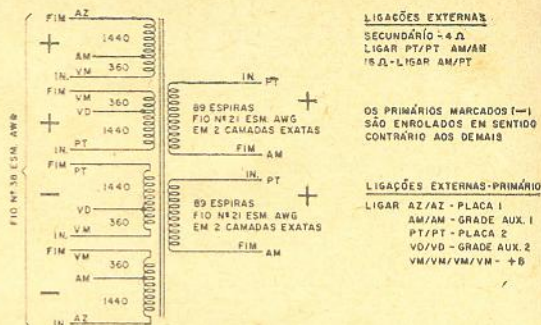 FIM AZ
+ 1440
AM
360
IN. VM
FIM VM
360
VD
+
1440
IN. PT
FIM PT
1440
-
VD
360
IN. VM
FIM VM
360
AM
-
1440
IN AZ
FIO Nº 38 ESM. AWG
IN. PT
+
89 ESPIRAS
FIO Nº 21 ESM. AWG
EM 2 CAMADAS EXATAS
FIM AM
IN. PT
+
89 ESPIRAS
FIO Nº 21 ESM. AWG
EM 2 CAMADAS EXATAS
FIM AM
LIGAÇÕES EXTERNAS
SECUNDÁRIO - 4 Ω
LIGAR PT/PT AM/AM
16 Ω - LIGAR AM/PT
OS PRIMÁRIOS MARCADOS (—)
SÃO ENROLADOS EM SENTIDO
CONTRÁRIO AOS DEMAIS
LIGAÇÕES EXTERNAS-PRIMÁRIO
LIGAR AZ/AZ - PLACA 1
AM/AM - GRADE AUX. 1
PT/PT - PLACA 2
VD/VD - GRADE AUX. 2
VM/VM/VM/VM - +B